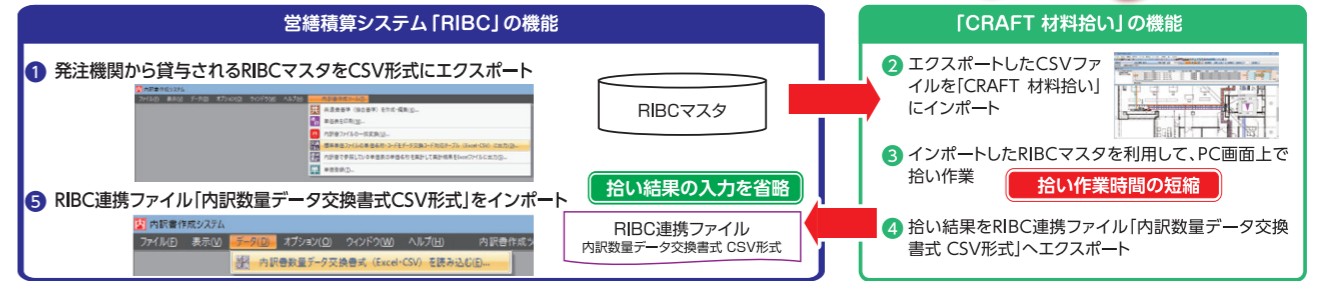 営繕積算システム「RIBC」の機能
❶ 発注機関から貸与されるRIBCマスタをCSV形式にエクスポート
内訳書作成システム
RIBCマスタ
❺ RIBC連携ファイル「内訳数量データ交換書式CSV形式」をインポート
内訳書作成システム
ファイル(F) 表示(V) データ(D) オプション(O) ウィンドウ(W) ヘルプ(H) 内訳書作成
内訳書数量データ交換書式(Excel・CSV)を読み込む(E)...
拾い結果の入力を省略
RIBC連携ファイル
内訳数量データ交換書式 CSV形式
「CRAFT 材料拾い」の機能
❷ エクスポートしたCSVファ
イルを「CRAFT 材料拾い」
にインポート
❸ インポートしたRIBCマスタを利用して、PC画面上で
拾い作業
拾い作業時間の短縮
❹ 拾い結果をRIBC連携ファイル「内訳数量データ交換
書式 CSV形式」へエクスポート